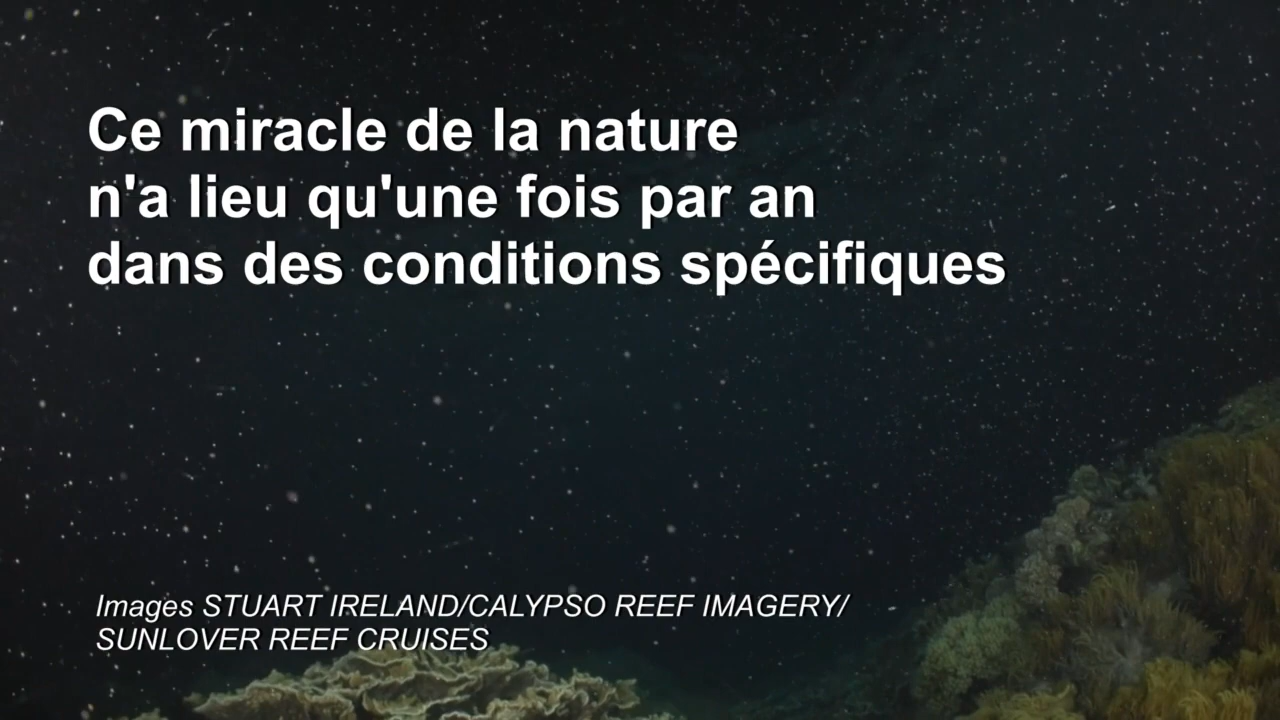 Ce miracle de la nature
n'a lieu qu'une fois par an
dans des conditions spécifiques
Images STUART IRELAND/CALYPSO REEF IMAGERY/
SUNLOVER REEF CRUISES